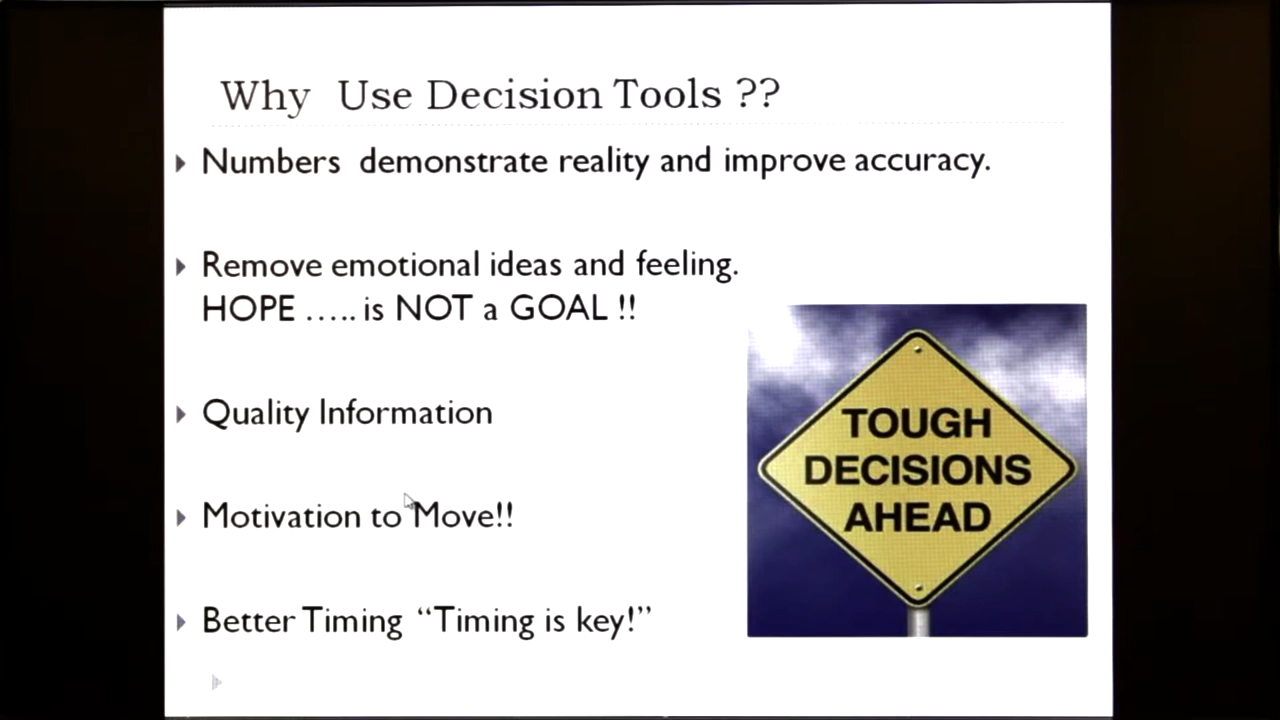 Why Use Decision Tools ??
Numbers demonstrate reality and improve accuracy.
Remove emotional ideas and feeling.
HOPE ..... is NOT a GOAL !!
Quality Information
Motivation to Move!!
Better Timing “Timing is key!”
TOUGH
DECISIONS
AHEAD